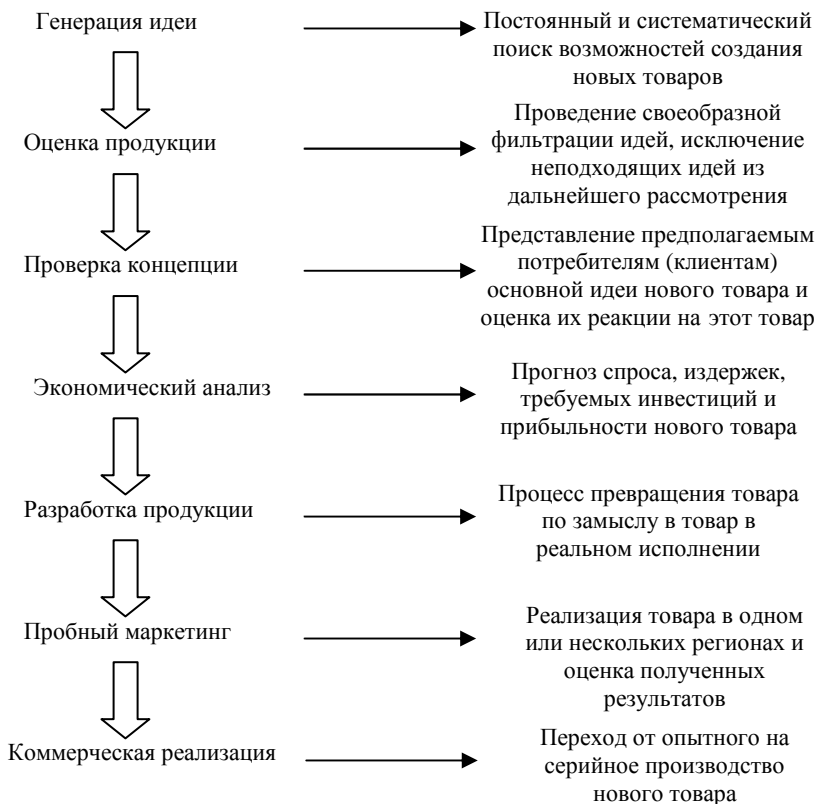 Генерация идеи
Постоянный и систематический
поиск возможностей создания
новых товаров
Оценка продукции
Проведение своеобразной
фильтрации идей, исключение
неподходящих идей из
дальнейшего рассмотрения
Проверка концепции
Представление предполагаемым
потребителям (клиентам)
основной идеи нового товара и
оценка их реакции на этот товар
Экономический анализ
Прогноз спроса, издержек,
требуемых инвестиций и
прибыльности нового товара
Разработка продукции
Процесс превращения товара
по замыслу в товар в
реальном исполнении
Пробный маркетинг
Реализация товара в одном
или нескольких регионах и
оценка полученных
результатов
Коммерческая реализация
Переход от опытного на
серийное производство
нового товара